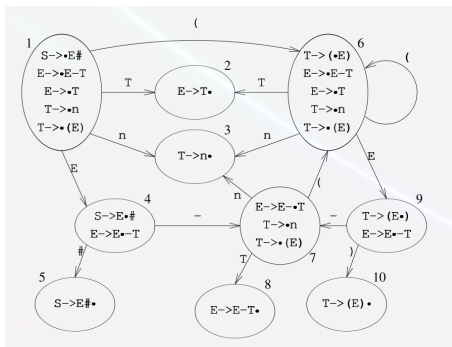 (
1
S->•E#
E->•E-T
E->•T
T->•n
T->•(E)
T
2
E->T•
T
6
T->(•E)
E->•E-T
E->•T
T->•n
T->•(E)
(
n
3
T->n•
n
E
n
(
E
4
S->E•#
E->E•-T
-
E->E-•T
T->•n
T->•(E)
7
-
9
T->(E•)
E->E•-T
#
T
)
5
S->E#•
8
E->E-T•
10
T->(E)•